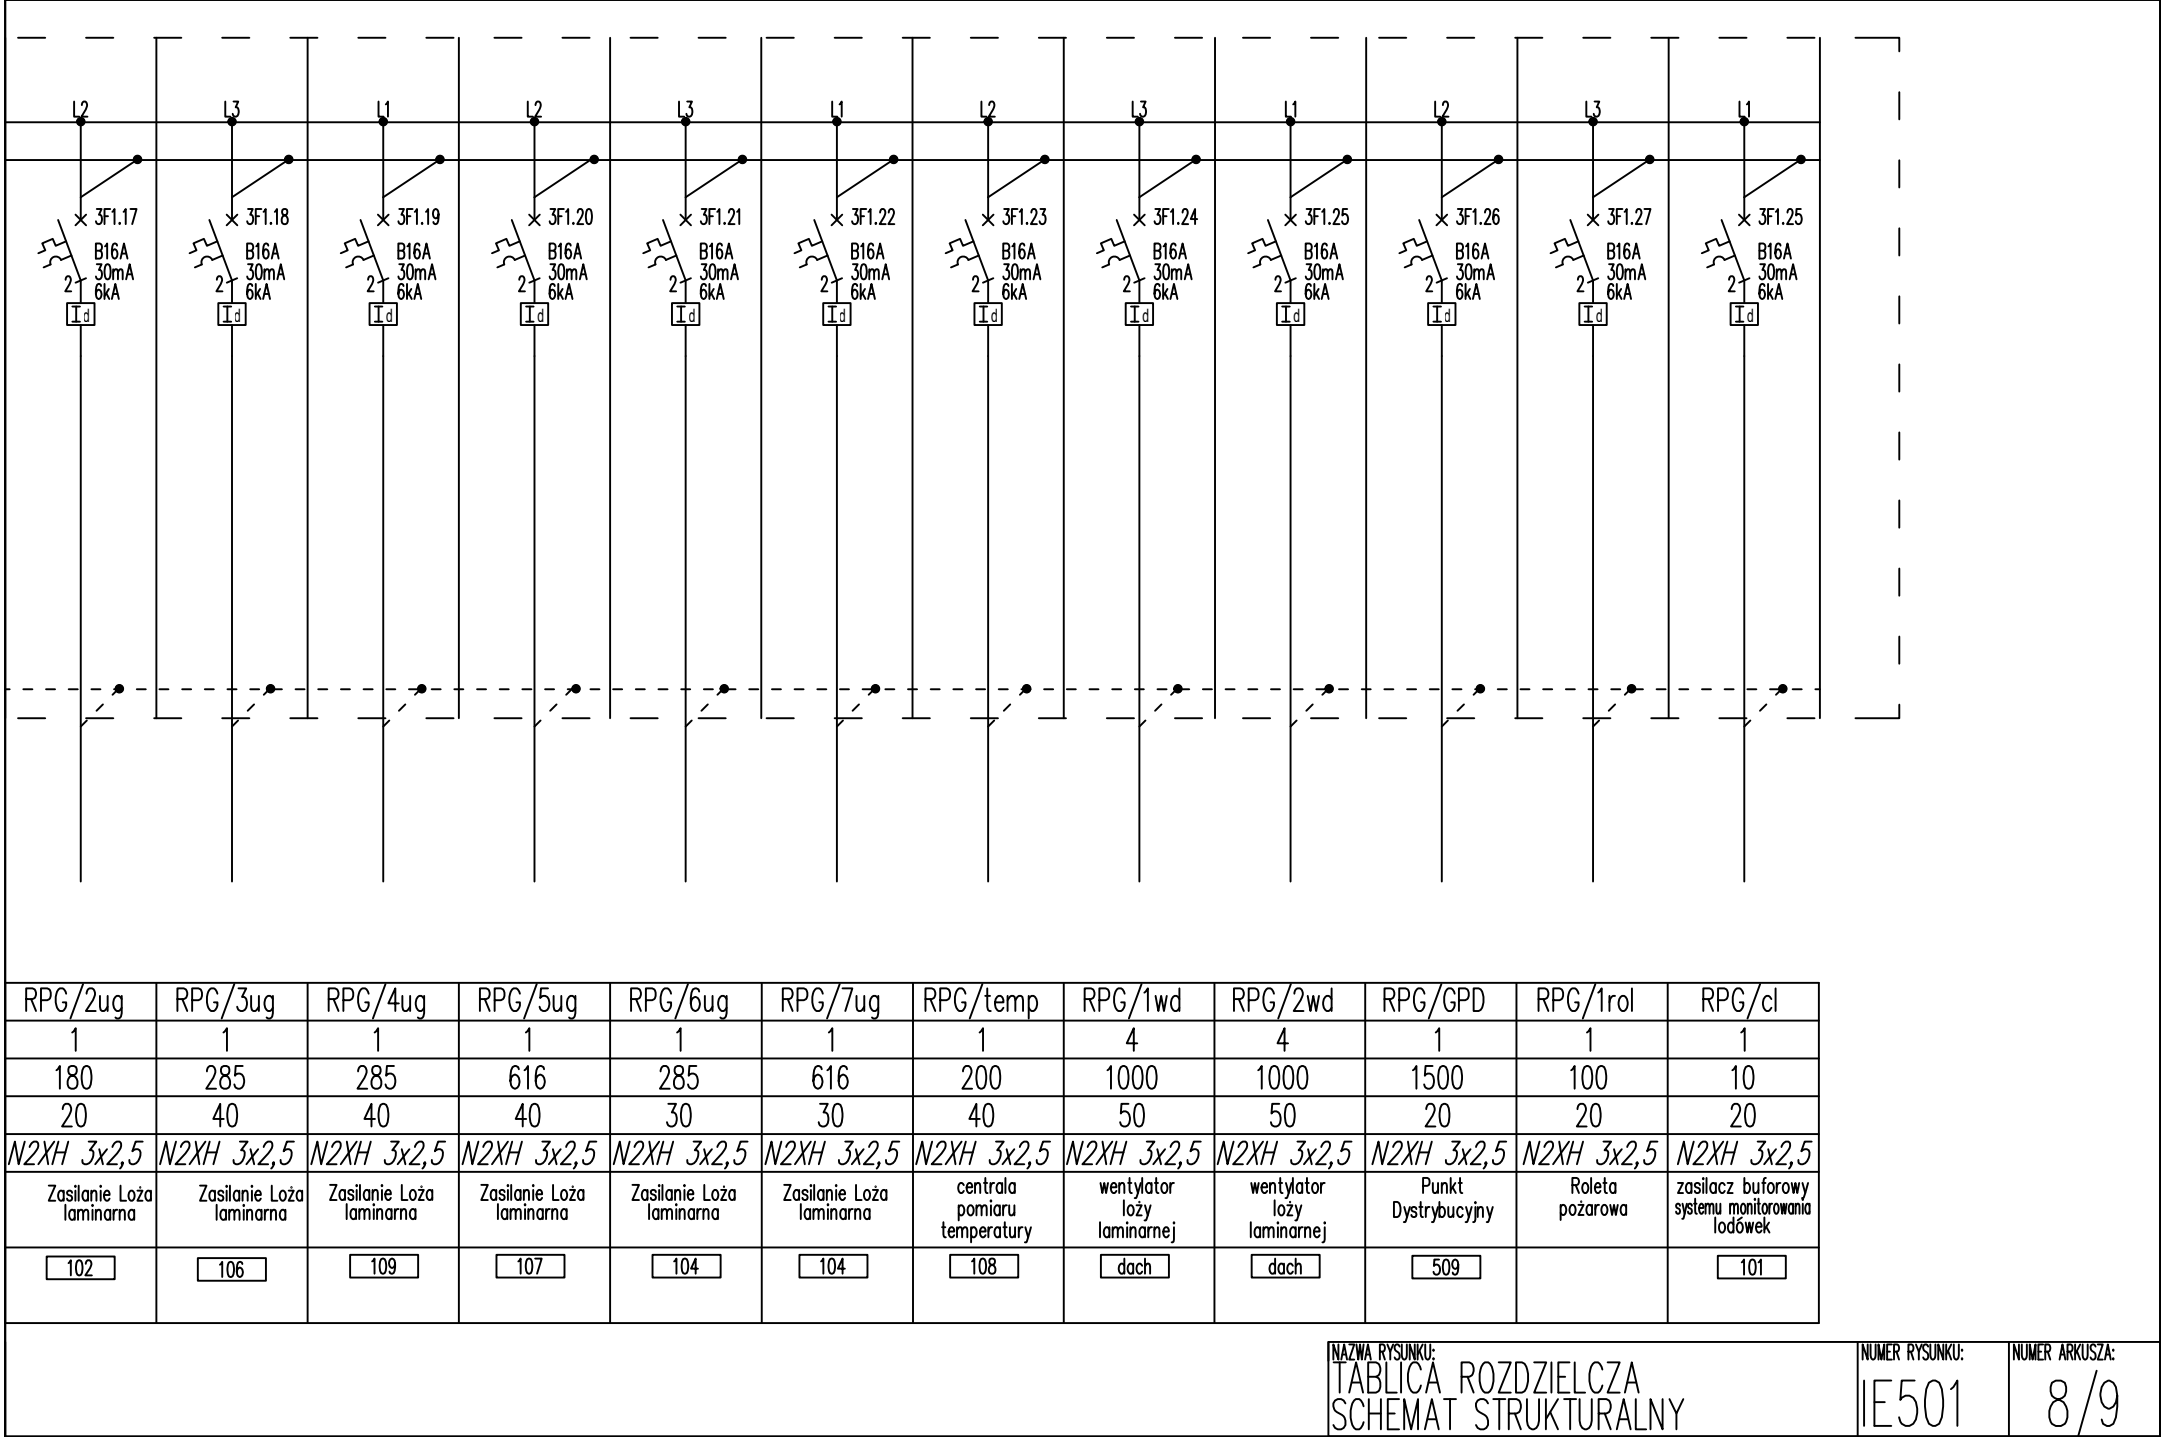 L2 L3 L1 L2 L3 L1 L2 L3 L1 L2 L3 L1
3F1.17 3F1.18 3F1.19 3F1.20 3F1.21 3F1.22 3F1.23 3F1.24 3F1.25 3F1.26 3F1.27 3F1.25
B16A B16A B16A B16A B16A B16A B16A B16A B16A B16A B16A B16A
30mA 30mA 30mA 30mA 30mA 30mA 30mA 30mA 30mA 30mA 30mA 30mA
2 6kA 2 6kA 2 6kA 2 6kA 2 6kA 2 6kA 2 6kA 2 6kA 2 6kA 2 6kA 2 6kA 2 6kA
Id Id Id Id Id Id Id Id Id Id Id Id
RPG/2ug RPG/3ug RPG/4ug RPG/5ug RPG/6ug RPG/7ug RPG/temp RPG/1wd RPG/2wd RPG/GPD RPG/1rol RPG/cl
1 1 1 1 1 1 1 4 4 1 1 1
180 285 285 616 285 616 200 1000 1000 1500 100 10
20 40 40 40 30 30 40 50 50 20 20 20
N2XH 3x2,5 N2XH 3x2,5 N2XH 3x2,5 N2XH 3x2,5 N2XH 3x2,5 N2XH 3x2,5 N2XH 3x2,5 N2XH 3x2,5 N2XH 3x2,5 N2XH 3x2,5 N2XH 3x2,5 N2XH 3x2,5
Zasilanie Loża
laminarna
Zasilanie Loża
laminarna
Zasilanie Loża
laminarna
Zasilanie Loża
laminarna
Zasilanie Loża
laminarna
Zasilanie Loża
laminarna
centrala
pomiaru
temperatury
wentylator
loży
laminarnej
wentylator
loży
laminarnej
Punkt
Dystrybucyjny
Roleta
pożarowa
zasilacz buforowy
systemu monitorowania
lodówek
102 106 109 107 104 104 108 dach dach 509 101
NAZWA RYSUNKU:
TABLICA ROZDZIELCZA
SCHEMAT STRUKTURALNY
NUMER RYSUNKU:
IE501
NUMER ARKUSZA:
8/9